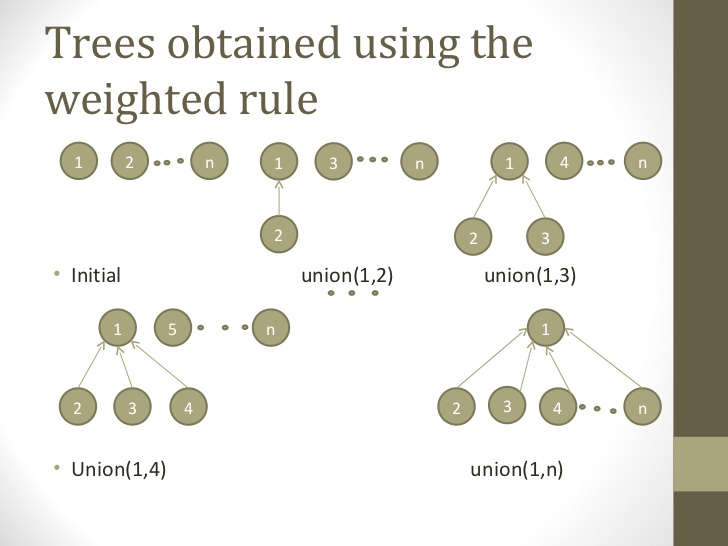 Trees obtained using the
weighted rule
1 2 n 1 3 n 1 4 n
2 2 3
• Initial union(1,2) union(1,3)
1 5 n 1
2 3 4 2 3 4 n
• Union(1,4) union(1,n)